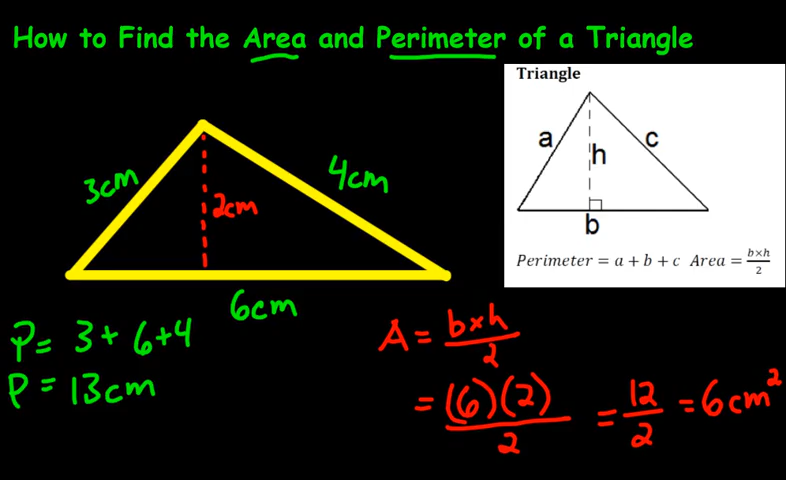 How to Find the Area and Perimeter of a Triangle
Triangle
a
c
h
b
Perimeter = a + b + c Area = b×h/2
3cm
4cm
2cm
6cm
P = 3 + 6 + 4
P = 13cm
A = b×h/2
= (6)(2)/2 = 12/2 = 6cm²